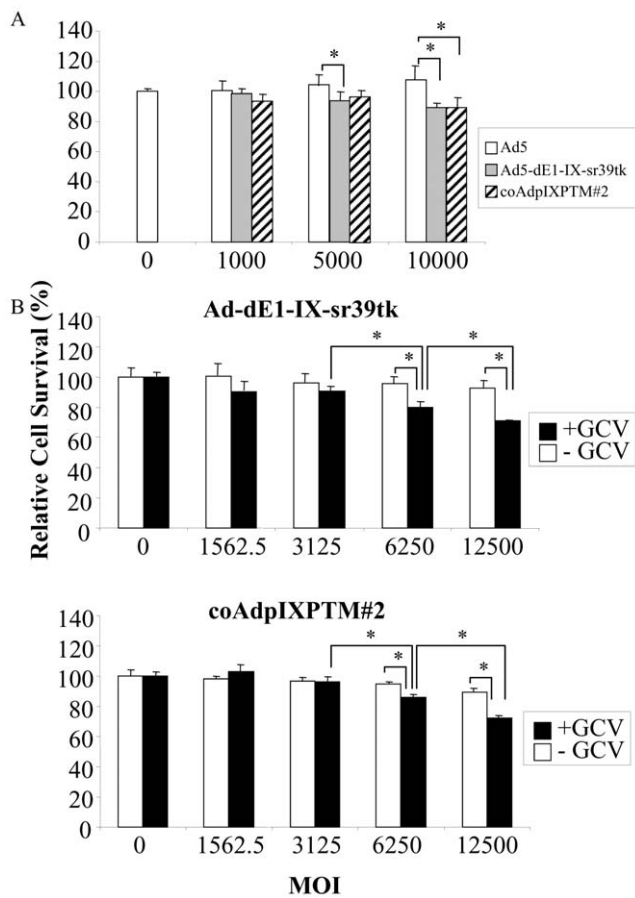 A
140
120
100
80
60
40
20
0
*
*
*
0 1000 5000 10000
Ad5
Ad5-dE1-IX-sr39tk
coAdpIXPTM#2
B
Ad-dE1-IX-sr39tk
Relative Cell Survival (%)
140
120
100
80
60
40
20
0
* *
* *
0 1562.5 3125 6250 12500
+GCV
- GCV
coAdpIXPTM#2
140
120
100
80
60
40
20
0
* *
* *
0 1562.5 3125 6250 12500
+GCV
- GCV
MOI